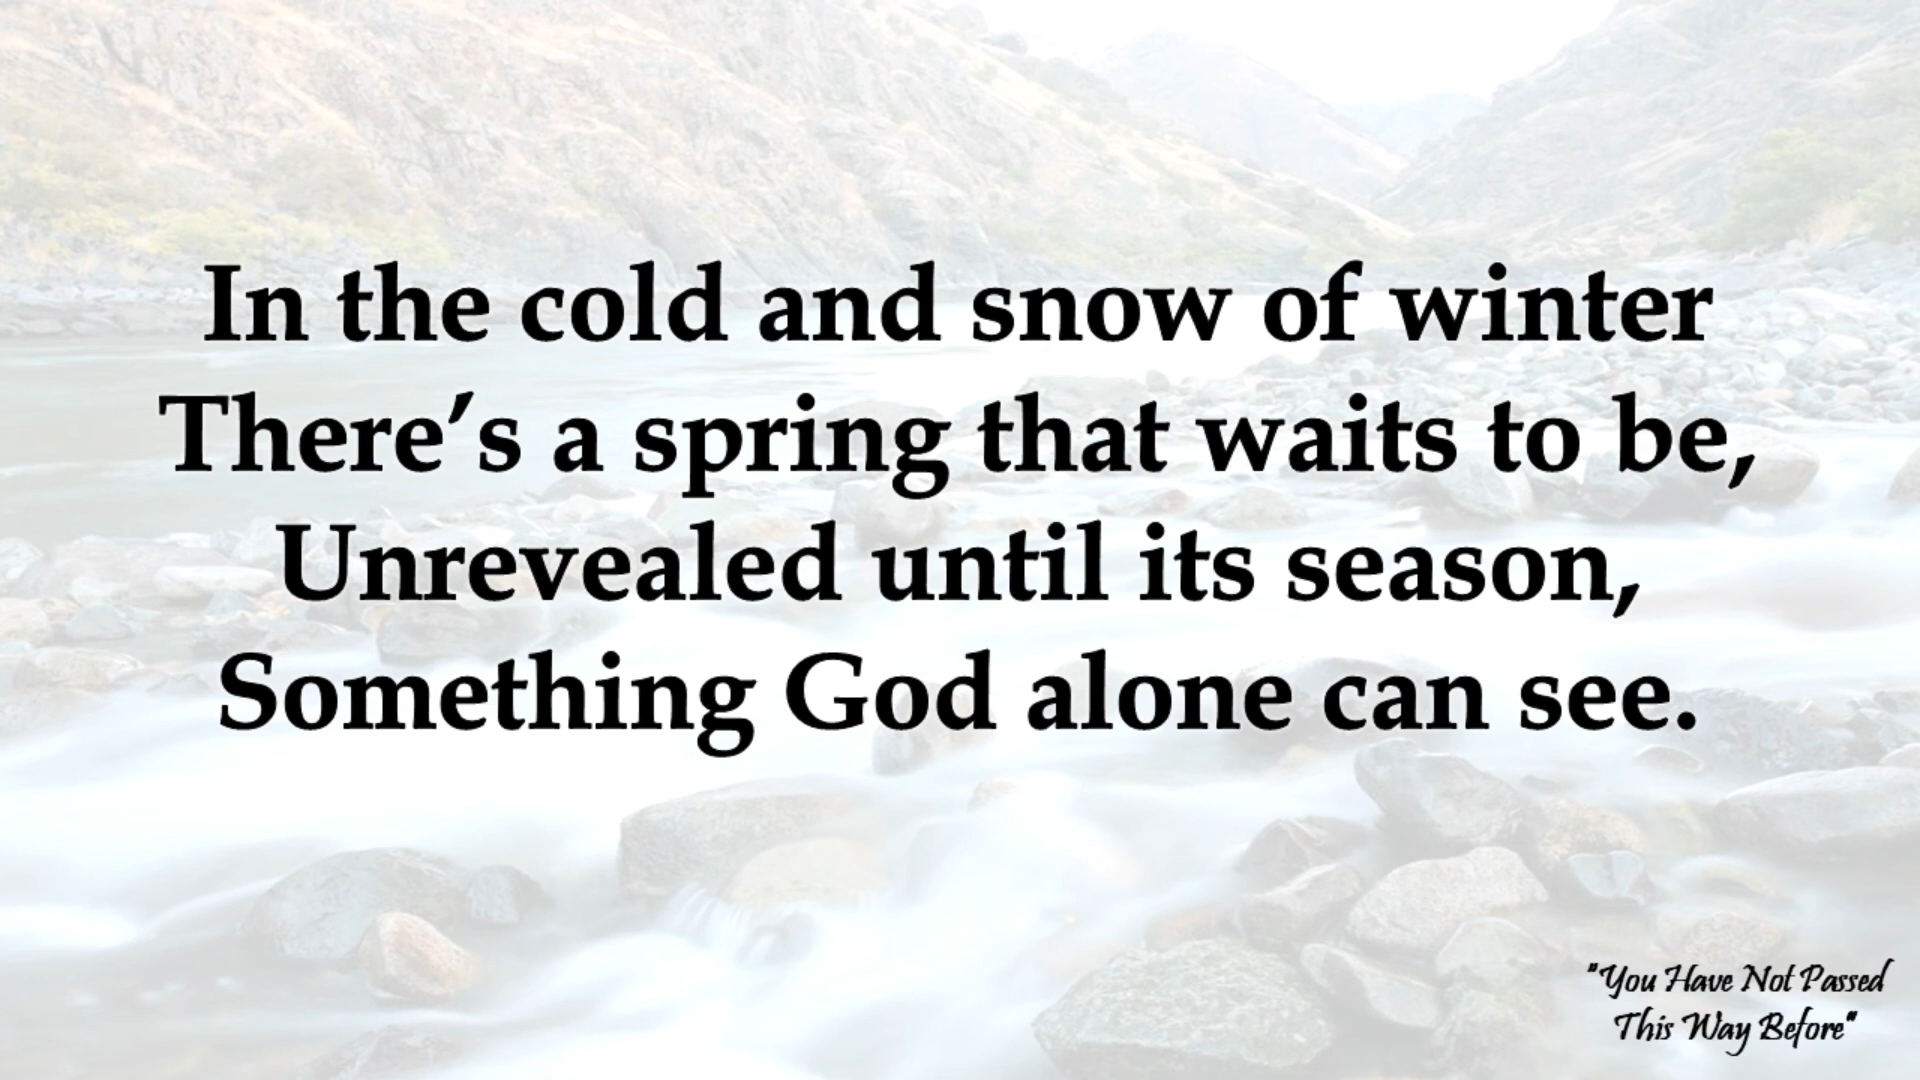 In the cold and snow of winter
There’s a spring that waits to be,
Unrevealed until its season,
Something God alone can see.
"You Have Not Passed
This Way Before"